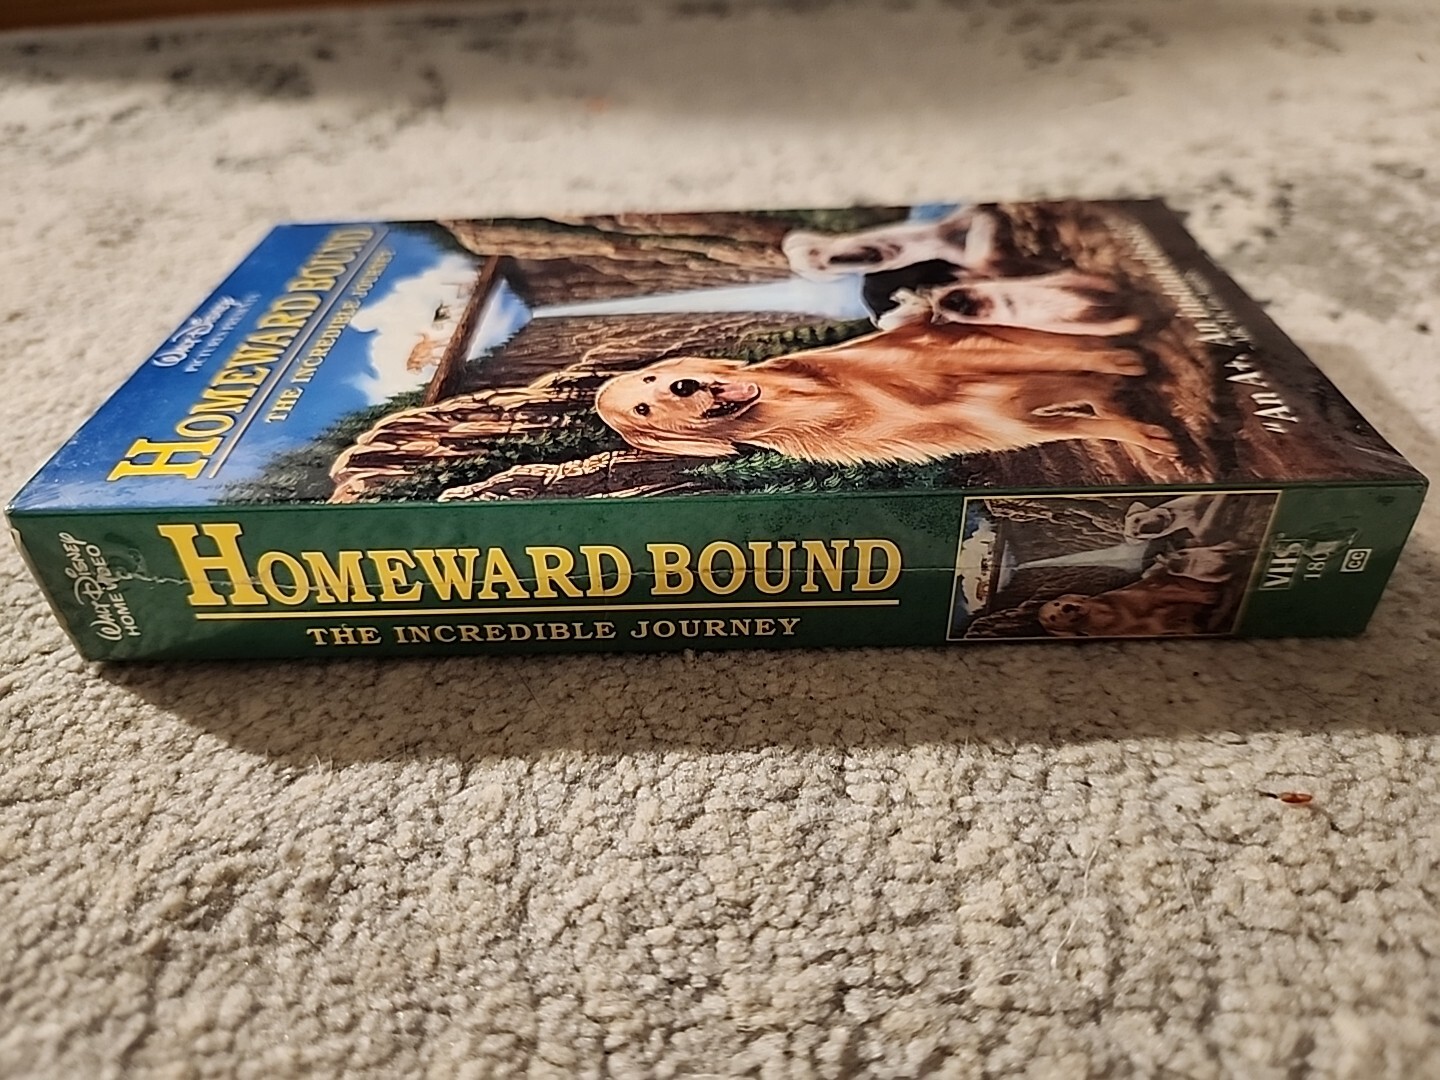 Walt Disney
PICTURES PRESENTS
HOMEWARD BOUND
THE INCREDIBLE JOURNEY
"An
Walt Disney
HOME VIDEO
HOMEWARD BOUND
THE INCREDIBLE JOURNEY
VHS
CC